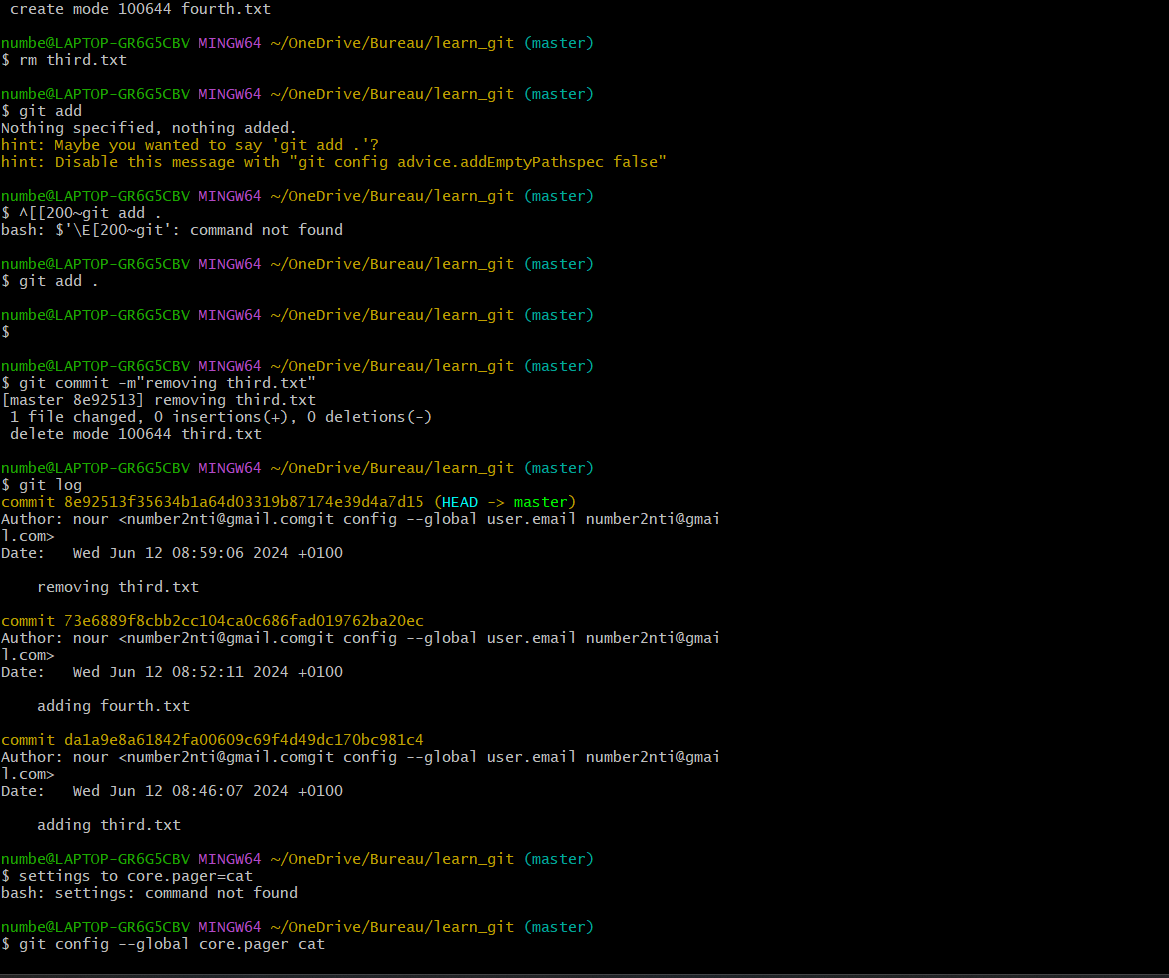 create mode 100644 fourth.txt
numbe@LAPTOP-GR6G5CBV MINGW64 ~/OneDrive/Bureau/learn_git (master)
$ rm third.txt
numbe@LAPTOP-GR6G5CBV MINGW64 ~/OneDrive/Bureau/learn_git (master)
$ git add
Nothing specified, nothing added.
hint: Maybe you wanted to say 'git add .'?
hint: Disable this message with "git config advice.addEmptyPathspec false"
numbe@LAPTOP-GR6G5CBV MINGW64 ~/OneDrive/Bureau/learn_git (master)
$ ^[[200~git add .
bash: $'\E[200~git': command not found
numbe@LAPTOP-GR6G5CBV MINGW64 ~/OneDrive/Bureau/learn_git (master)
$ git add .
numbe@LAPTOP-GR6G5CBV MINGW64 ~/OneDrive/Bureau/learn_git (master)
$
numbe@LAPTOP-GR6G5CBV MINGW64 ~/OneDrive/Bureau/learn_git (master)
$ git commit -m"removing third.txt"
[master 8e92513] removing third.txt
1 file changed, 0 insertions(+), 0 deletions(-)
delete mode 100644 third.txt
numbe@LAPTOP-GR6G5CBV MINGW64 ~/OneDrive/Bureau/learn_git (master)
$ git log
commit 8e92513f35634b1a64d03319b87174e39d4a7d15 (HEAD -> master)
Author: nour <number2nti@gmail.comgit config --global user.email number2nti@gmai
l.com>
Date:   Wed Jun 12 08:59:06 2024 +0100
removing third.txt
commit 73e6889f8cbb2cc104ca0c686fad019762ba20ec
Author: nour <number2nti@gmail.comgit config --global user.email number2nti@gmai
l.com>
Date:   Wed Jun 12 08:52:11 2024 +0100
adding fourth.txt
commit da1a9e8a61842fa00609c69f4d49dc170bc981c4
Author: nour <number2nti@gmail.comgit config --global user.email number2nti@gmai
l.com>
Date:   Wed Jun 12 08:46:07 2024 +0100
adding third.txt
numbe@LAPTOP-GR6G5CBV MINGW64 ~/OneDrive/Bureau/learn_git (master)
$ settings to core.pager=cat
bash: settings: command not found
numbe@LAPTOP-GR6G5CBV MINGW64 ~/OneDrive/Bureau/learn_git (master)
$ git config --global core.pager cat